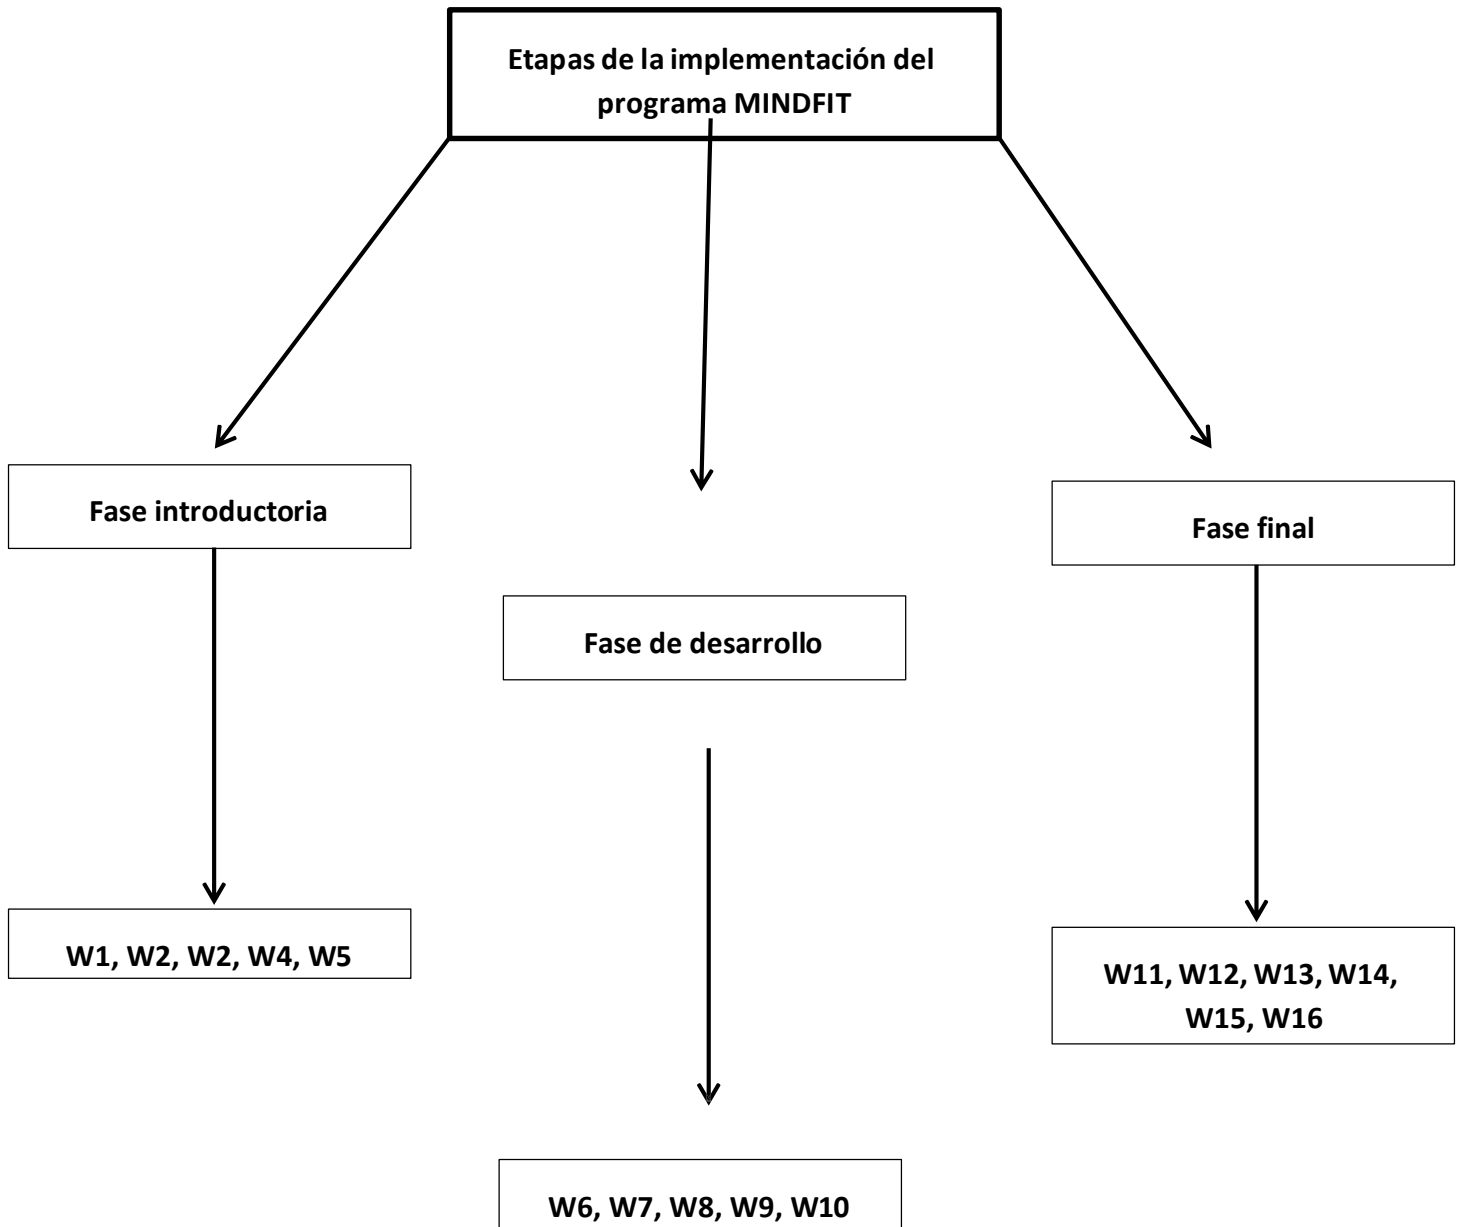 Etapas de la implementación del
programa MINDFIT
Fase introductoria
Fase final
Fase de desarrollo
W1, W2, W2, W4, W5
W11, W12, W13, W14,
W15, W16
W6, W7, W8, W9, W10